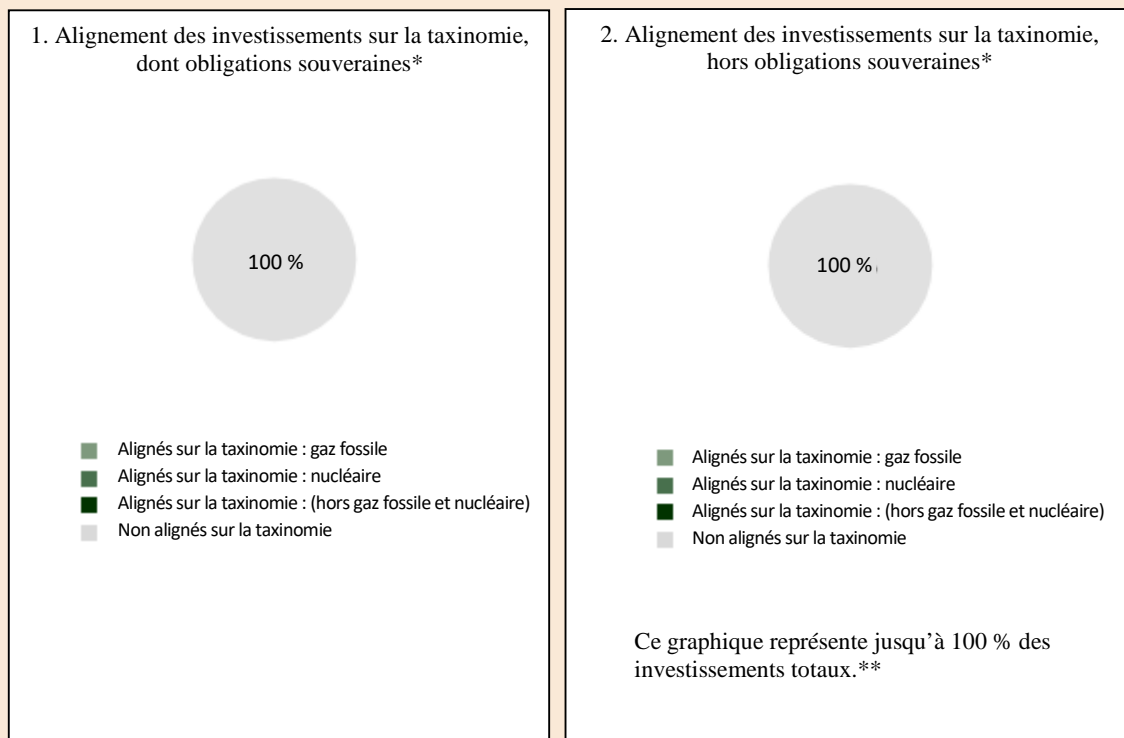 1. Alignement des investissements sur la taxinomie,
dont obligations souveraines*
100 %
Alignés sur la taxinomie : gaz fossile
Alignés sur la taxinomie : nucléaire
Alignés sur la taxinomie : (hors gaz fossile et nucléaire)
Non alignés sur la taxinomie
2. Alignement des investissements sur la taxinomie,
hors obligations souveraines*
100 %
Alignés sur la taxinomie : gaz fossile
Alignés sur la taxinomie : nucléaire
Alignés sur la taxinomie : (hors gaz fossile et nucléaire)
Non alignés sur la taxinomie
Ce graphique représente jusqu’à 100 % des
investissements totaux.**